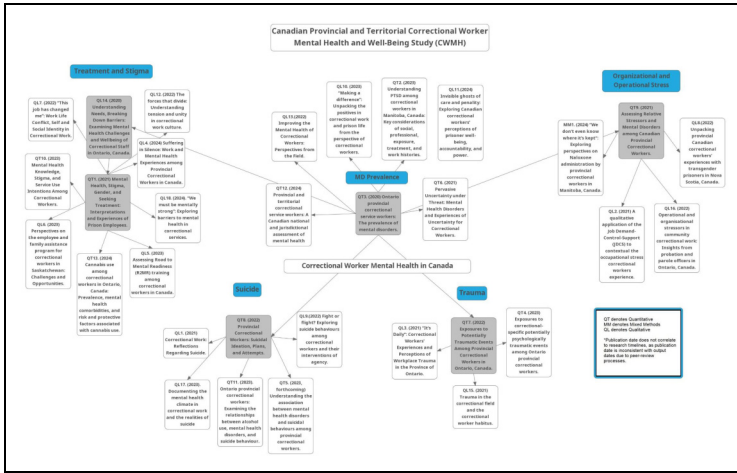 Canadian Provincial and Territorial Correctional Worker
Mental Health and Well-Being Study (CWMH)
Treatment and Stigma
QL7. (2022) "This
Job has changed
me": Work Life
Conflict, Self and
Social Identity in
Correctional Work.
QL14. (2020)
Understanding
Needs, Breaking
Down Barriers:
Examining Mental
Health Challenges
and Wellbeing of
Correctional Staff
in Ontario, Canada.
QL12. (2022) The
forces that divide
Understanding
tension and unity
in correctional
work culture.
QL4. (2024) Suffering
in Silence: Work and
Mental Health
Experiences among
Provincial
Correctional
Workers in Canada.
QT10. (2022)
Mental Health
Knowledge,
Stigma, and
Service Use
Intentions Among
Correctional
Workers.
QT1. (2021) Mental
Health, Stigma,
Gender, and
Seeking
Treatment:
Interpretations
and Experiences of
Prison Employees.
QL18. (2024) "We
must be mentally
strong": Exploring
barriers to mental
health in
correctional
services.
QL6. (2023)
Perspectives on
the employee and
family assistance
program for
correctional
workers in
Saskatchewan:
Challenges and
Opportunities.
QT13. (2024)
Cannabis use
among
correctional
workers in Ontario,
Canada:
Prevalence, mental
health
comorbidities, and
risk and protective
factors associated
with cannabis use.
QL5. (2023)
Assessing Road to
Mental Readiness
(R2MR) training
among
correctional
workers in Canada.
QL13. (2022)
Improving the
Mental Health of
Correctional
Workers:
Perspectives from
the Field.
QL10. (2022)
"Making a
difference":
Unpacking the
positives in
correctional work
and prison life
from the
perspective of
correctional
workers.
QT2. (2023)
Understanding
PTSD among
correctional
workers in
Manitoba, Canada:
Key considerations
of social,
professional,
exposure,
treatment, and
work histories.
QL11.(2024)
Invisible ghosts of
care and penality:
Exploring Canadian
correctional
workers'
perceptions of
prisoner well-
being,
accountability, and
power.
MD Prevalence
QT12. (2024)
Provincial and
territorial
correctional
service workers: A
Canadian national
and jurisdictional
assessment of
mental health
QT3. (2020) Ontario
provincial
correctional
service workers:
The prevalence of
mental disorders.
QT6. (2021)
Pervasive
Uncertainty under
Threat: Mental
Health Disorders
and Experiences of
Uncertainty for
Correctional
Workers.
Organizational and
Operational Stress
MM1. (2024) "We
don't even know
where it's kept":
Exploring
perspectives on
Naloxone
administration by
provincial
correctional
workers in
Manitoba, Canada.
QT9. (2021)
Assessing Relative
Stressors and
Mental Disorders
among Canadian
Provincial
Correctional
Workers.
QL8.(2022)
Unpacking
provincial
Canadian
correctional
workers'
experiences with
transgender
prisoners in Nova
Scotia, Canada.
QL2. (2021) A
qualitative
application of the
Job Demand-
Control-Support
(JDCS) to
contextual the
occupational stress
correctional
workers
experience.
QL16. (2022)
Operational and
organisational
stressors in
community
correctional work:
Insights from
probation and
parole officers in
Ontario, Canada.
Correctional Worker Mental Health in Canada
Suicide
QL1. (2021)
Correctional Work:
Reflections
Regarding Suicide.
QT8. (2022)
Provincial
Correctional
Workers: Suicidal
Ideation, Plans,
and Attempts.
QL9.(2022) Fight or
flight? Exploring
suicide behaviours
among
correctional
workers and their
interventions of
agency.
QL17. (2023).
Documenting the
mental health
climate in
correctional work
and the realities of
suicide
QT11. (2023)
Ontario provincial
correctional
workers:
Examining the
relationships
between alcohol
use, mental health
disorders, and
suicide behaviour.
QT5. (2023,
forthcoming)
Understanding the
association
between mental
health disorders
and suicidal
behaviours among
provincial
correctional
workers.
Trauma
QL3. (2021) "It's
Daily": Correctional
Workers'
Experiences and
Perceptions of
Workplace Trauma
in the Province of
Ontario.
QT7. (2022)
Exposures to
Potentially
Traumatic Events
Among Provincial
Correctional
Workers in
Ontario, Canada.
QT4. (2023)
Exposures to
correctional-
specific potentially
psychologically
traumatic events
among Ontario
provincial
correctional
workers.
QL15. (2021)
Trauma in the
correctional field
and the
correctional
worker habitus.
QT denotes Quantitative
MM denotes Mixed Methods
QL denotes Qualitative
*Publication date does not correlate
to research timelines, as publication
date is inconsistent with output
dates due to peer-review
processes.